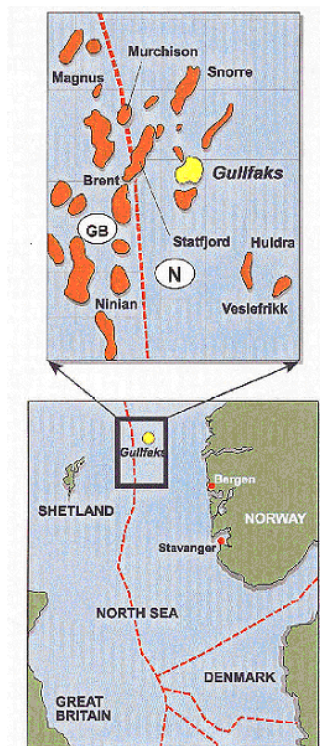 Murchison
Magnus
Snorre
Gullfaks
Brent
GB
Statfjord
Huldra
N
Ninian
Veslefrikk
Gullfaks
Bergen
SHETLAND
NORWAY
Stavanger
NORTH SEA
DENMARK
GREAT
BRITAIN